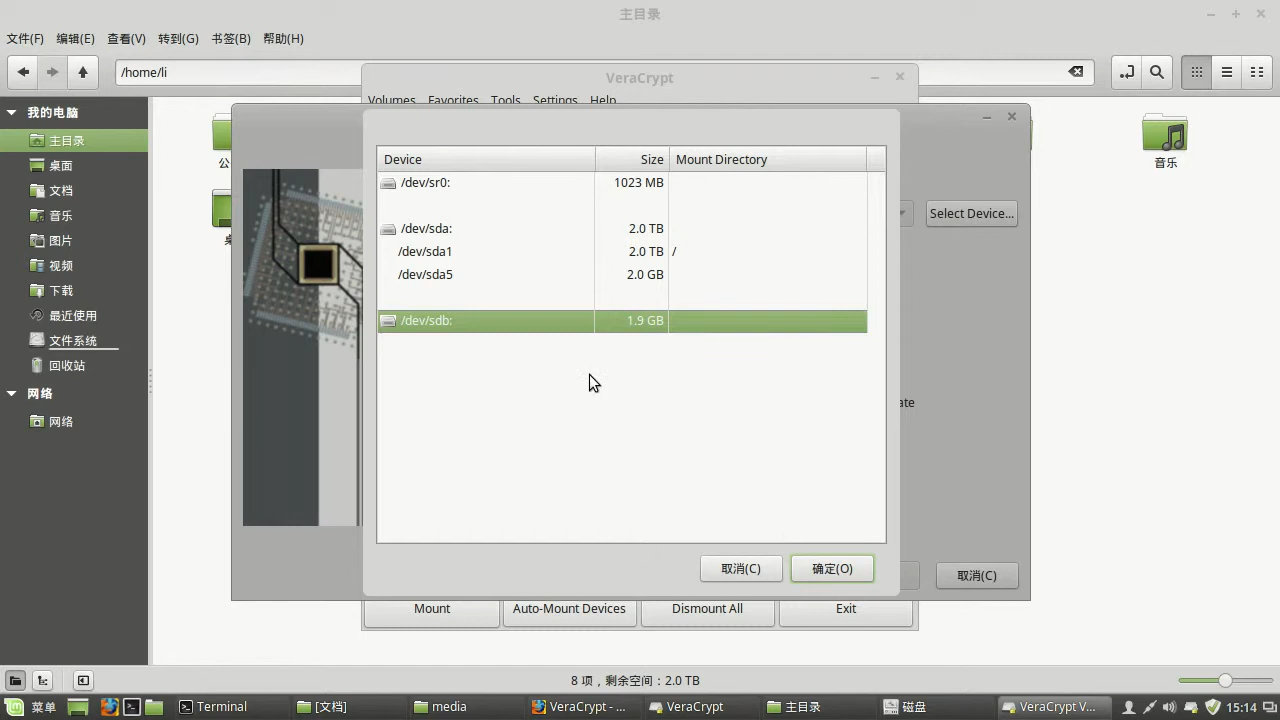 主目录
文件(F) 编辑(E) 查看(V) 转到(G) 书签(B) 帮助(H)
/home/li
VeraCrypt
Volumes Favorites Tools Settings Help
我的电脑
主目录
桌面
文档
音乐
图片
视频
下载
最近使用
文件系统
回收站
网络
网络
公
音乐
Device Size Mount Directory
/dev/sr0: 1023 MB
/dev/sda: 2.0 TB
/dev/sda1 2.0 TB /
/dev/sda5 2.0 GB
/dev/sdb: 1.9 GB
Select Device...
ate
取消(C) 确定(O)
取消(C)
Mount Auto-Mount Devices Dismount All Exit
8 项，剩余空间：2.0 TB
菜单 Terminal [文档] media VeraCrypt - ... VeraCrypt 主目录 磁盘 VeraCrypt V... 15:14